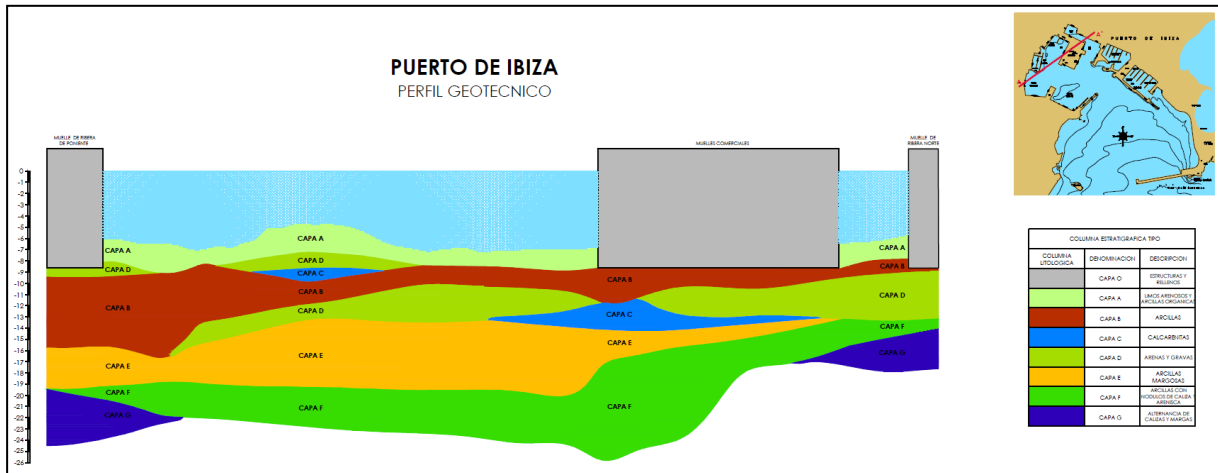 PUERTO DE IBIZA
PERFIL GEOTECNICO
MUELLE DE RIBERA
DE PONIENTE
MUELLES COMERCIALES
MUELLE DE
RIBERA NORTE
0
-1
-2
-3
-4
-5
-6
-7
-8
-9
-10
-11
-12
-13
-14
-15
-16
-17
-18
-19
-20
-21
-22
-23
-24
-25
-26
CAPA A
CAPA D
CAPA B
CAPA E
CAPA F
CAPA G
CAPA A
CAPA D
CAPA C
CAPA B
CAPA D
CAPA E
CAPA F
CAPA B
CAPA C
CAPA E
CAPA F
CAPA A
CAPA B
CAPA D
CAPA F
CAPA G
PUERTO DE IBIZA
COLUMNA ESTRATIGRAFICA TIPO
COLUMNA
LITOLOGICA
DENOMINACION
DESCRIPCION
CAPA O
ESTRUCTURAS Y
RELLENOS
CAPA A
LIMOS ARENOSOS Y
ARCILLAS ORGANICAS
CAPA B
ARCILLAS
CAPA C
CALCARENITAS
CAPA D
ARENAS Y GRAVAS
CAPA E
ARCILLAS
MARGOSAS
CAPA F
ARCILLAS CON
NODULOS DE CALIZA Y
ARENISCA
CAPA G
ALTERNANCIA DE
CALIZAS Y MARGAS